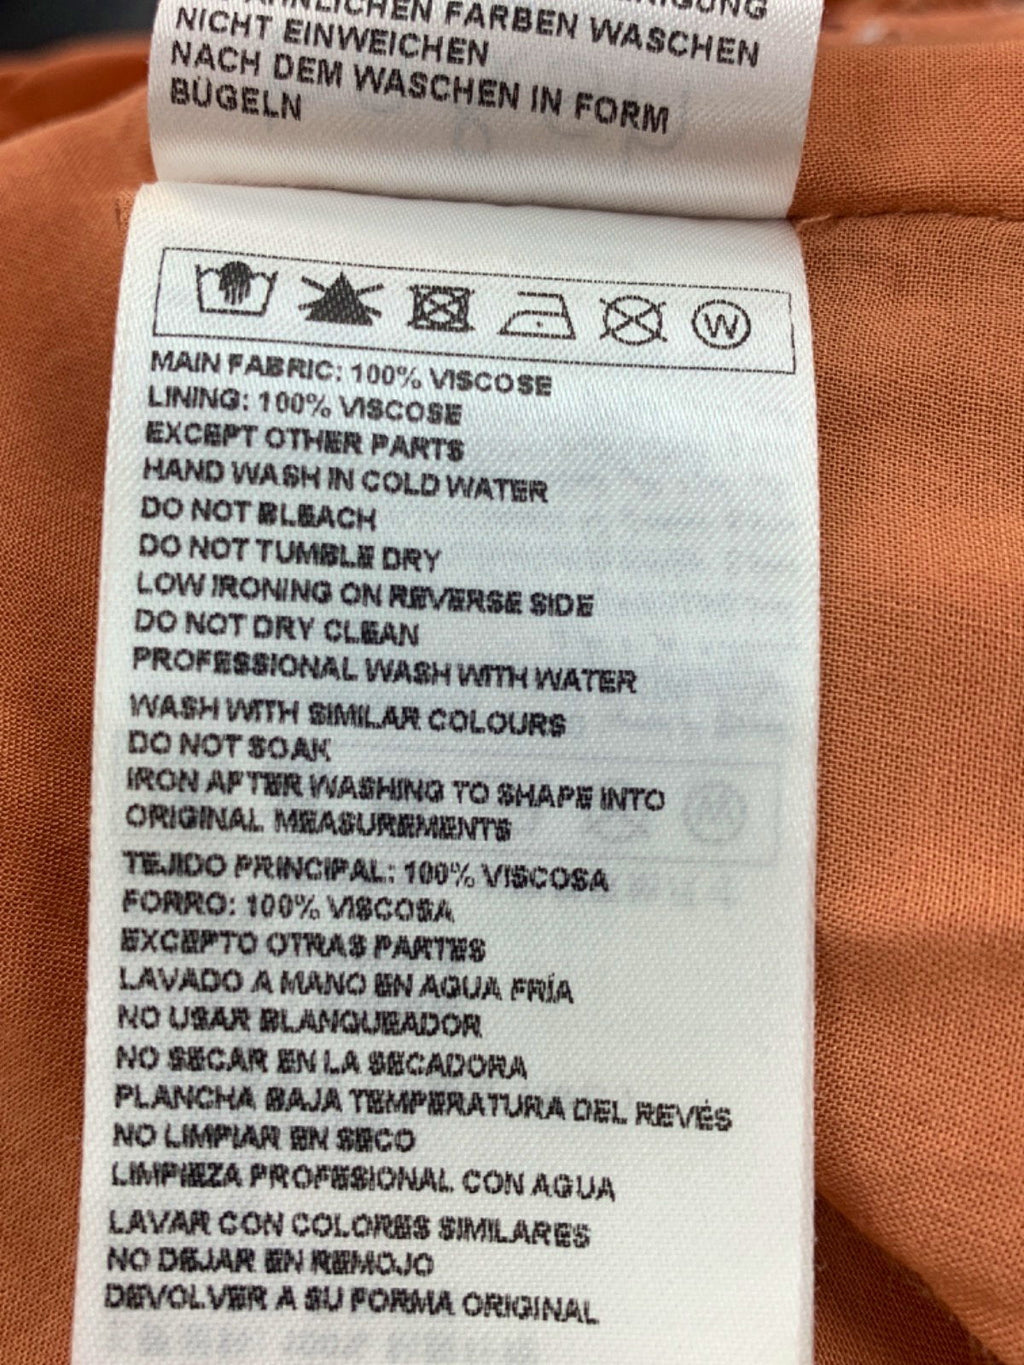 ÄHNLICHEN FARBEN WASCHEN
NICHT EINWEICHEN
NACH DEM WASCHEN IN FORM
BÜGELN
W
MAIN FABRIC: 100% VISCOSE
LINING: 100% VISCOSE
EXCEPT OTHER PARTS
HAND WASH IN COLD WATER
DO NOT BLEACH
DO NOT TUMBLE DRY
LOW IRONING ON REVERSE SIDE
DO NOT DRY CLEAN
PROFESSIONAL WASH WITH WATER
WASH WITH SIMILAR COLOURS
DO NOT SOAK
IRON AFTER WASHING TO SHAPE INTO
ORIGINAL MEASUREMENTS
TEJIDO PRINCIPAL: 100% VISCOSA
FORRO: 100% VISCOSA
EXCEPTO OTRAS PARTES
LAVADO A MANO EN AGUA FRÍA
NO USAR BLANQUEADOR
NO SECAR EN LA SECADORA
PLANCHA BAJA TEMPERATURA DEL REVÉS
NO LIMPIAR EN SECO
LIMPIEZA PROFESIONAL CON AGUA
LAVAR CON COLORES SIMILARES
NO DEJAR EN REMOJO
DEVOLVER A SU FORMA ORIGINAL